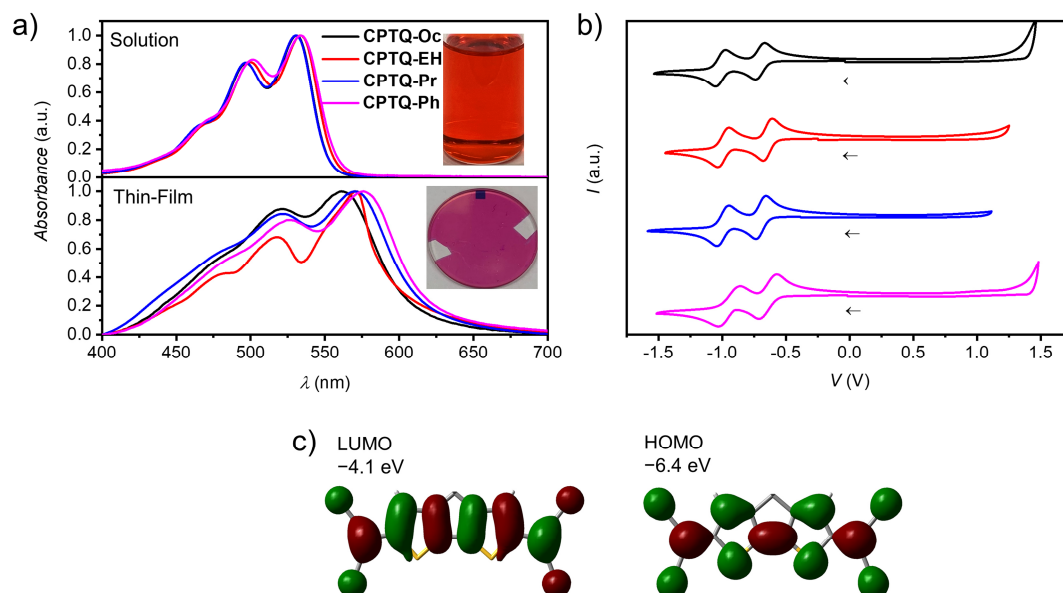 a)
Solution
CPTQ-Oc
CPTQ-EH
CPTQ-Pr
CPTQ-Ph
1.0
0.8
0.6
0.4
0.2
0.0
Thin-Film
1.0
0.8
0.6
0.4
0.2
0.0
Absorbance (a.u.)
400 450 500 550 600 650 700
λ (nm)
b)
I (a.u.)
-1.5 -1.0 -0.5 0.0 0.5 1.0 1.5
V (V)
c)
LUMO
−4.1 eV
HOMO
−6.4 eV